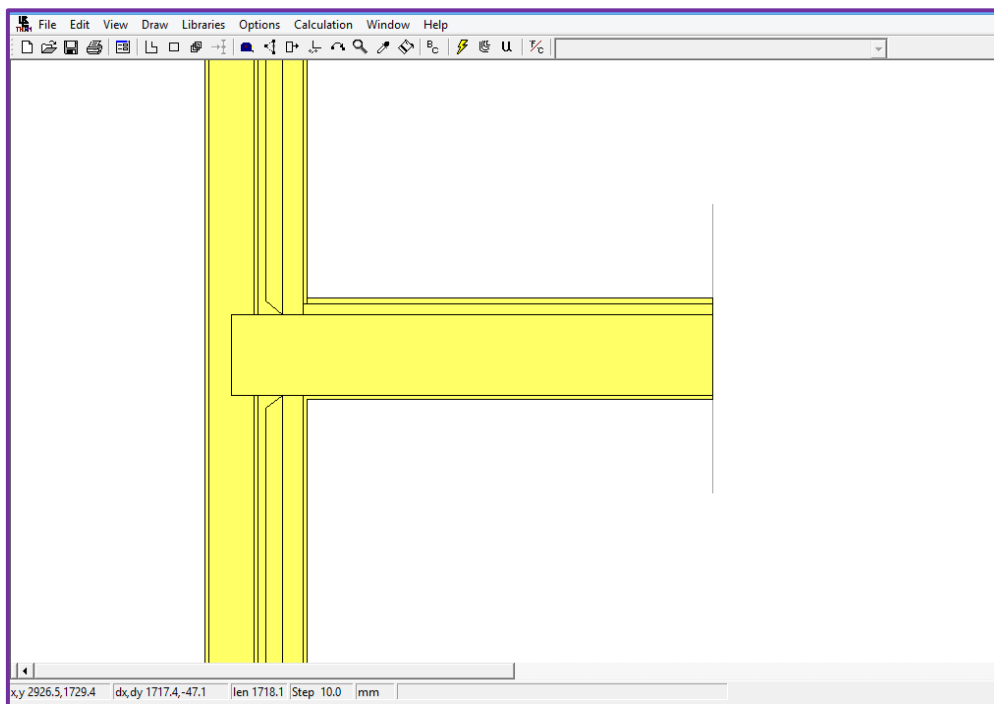 File Edit View Draw Libraries Options Calculation Window Help
BC U T/C
x,y 2926.5,1729.4 dx,dy 1717.4,-47.1 len 1718.1 Step 10.0 mm